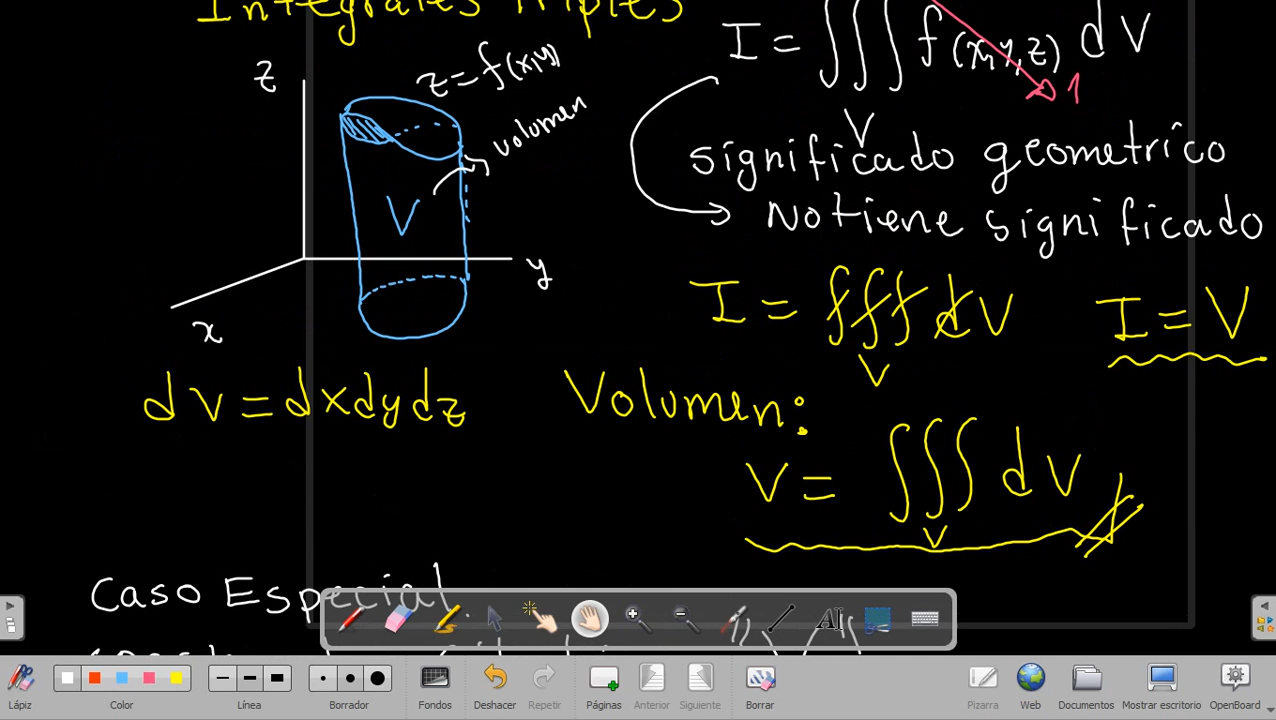 Integrales Triples
I = ∭ f(x,y,z) dV
V
1
z
z = f(x,y)
volumen
V
y
x
significado geometrico
No tiene significado
I = ∭ dV
V
I = V
dV = dxdydz
Volumen:
V = ∭ dV
V
Caso Especial
Lápiz
Color
Línea
Borrador
Fondos
Deshacer
Repetir
Páginas
Anterior
Siguiente
Borrar
Pizarra
Web
Documentos
Mostrar escritorio
OpenBoard